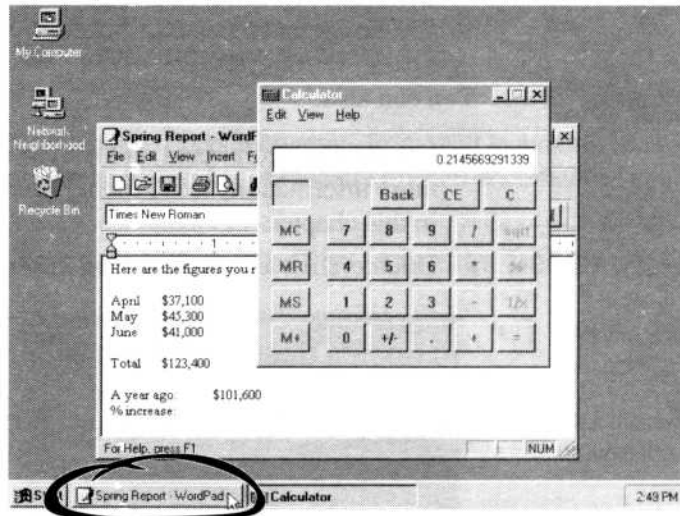 My Computer
Network
Neighborhood
Recycle Bin
Spring Report - WordP
File Edit View Insert F
Times New Roman
1
Here are the figures you r
April $37,100
May $45,300
June $41,000
Total $123,400
A year ago: $101,600
% increase
For Help, press F1
NUM
Calculator
Edit View Help
0.2145669291339
Back CE C
MC 7 8 9 / sqrt
MR 4 5 6 * %
MS 1 2 3 - 1/x
M+ 0 +/- . + =
Spring Report - WordPad
Calculator
2:49 PM